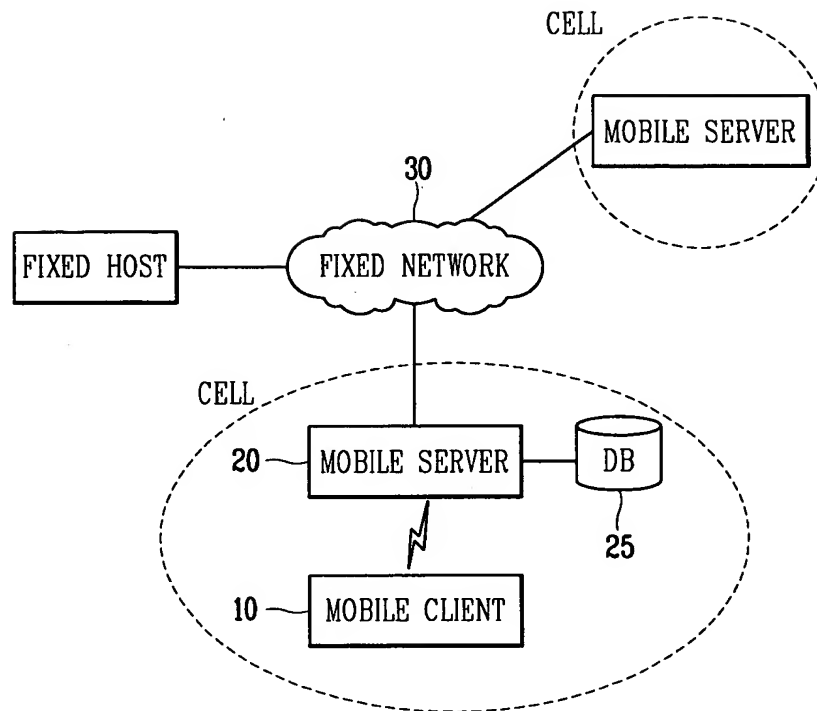 CELL
MOBILE SERVER
30
FIXED HOST
FIXED NETWORK
CELL
20
MOBILE SERVER
DB
25
10
MOBILE CLIENT